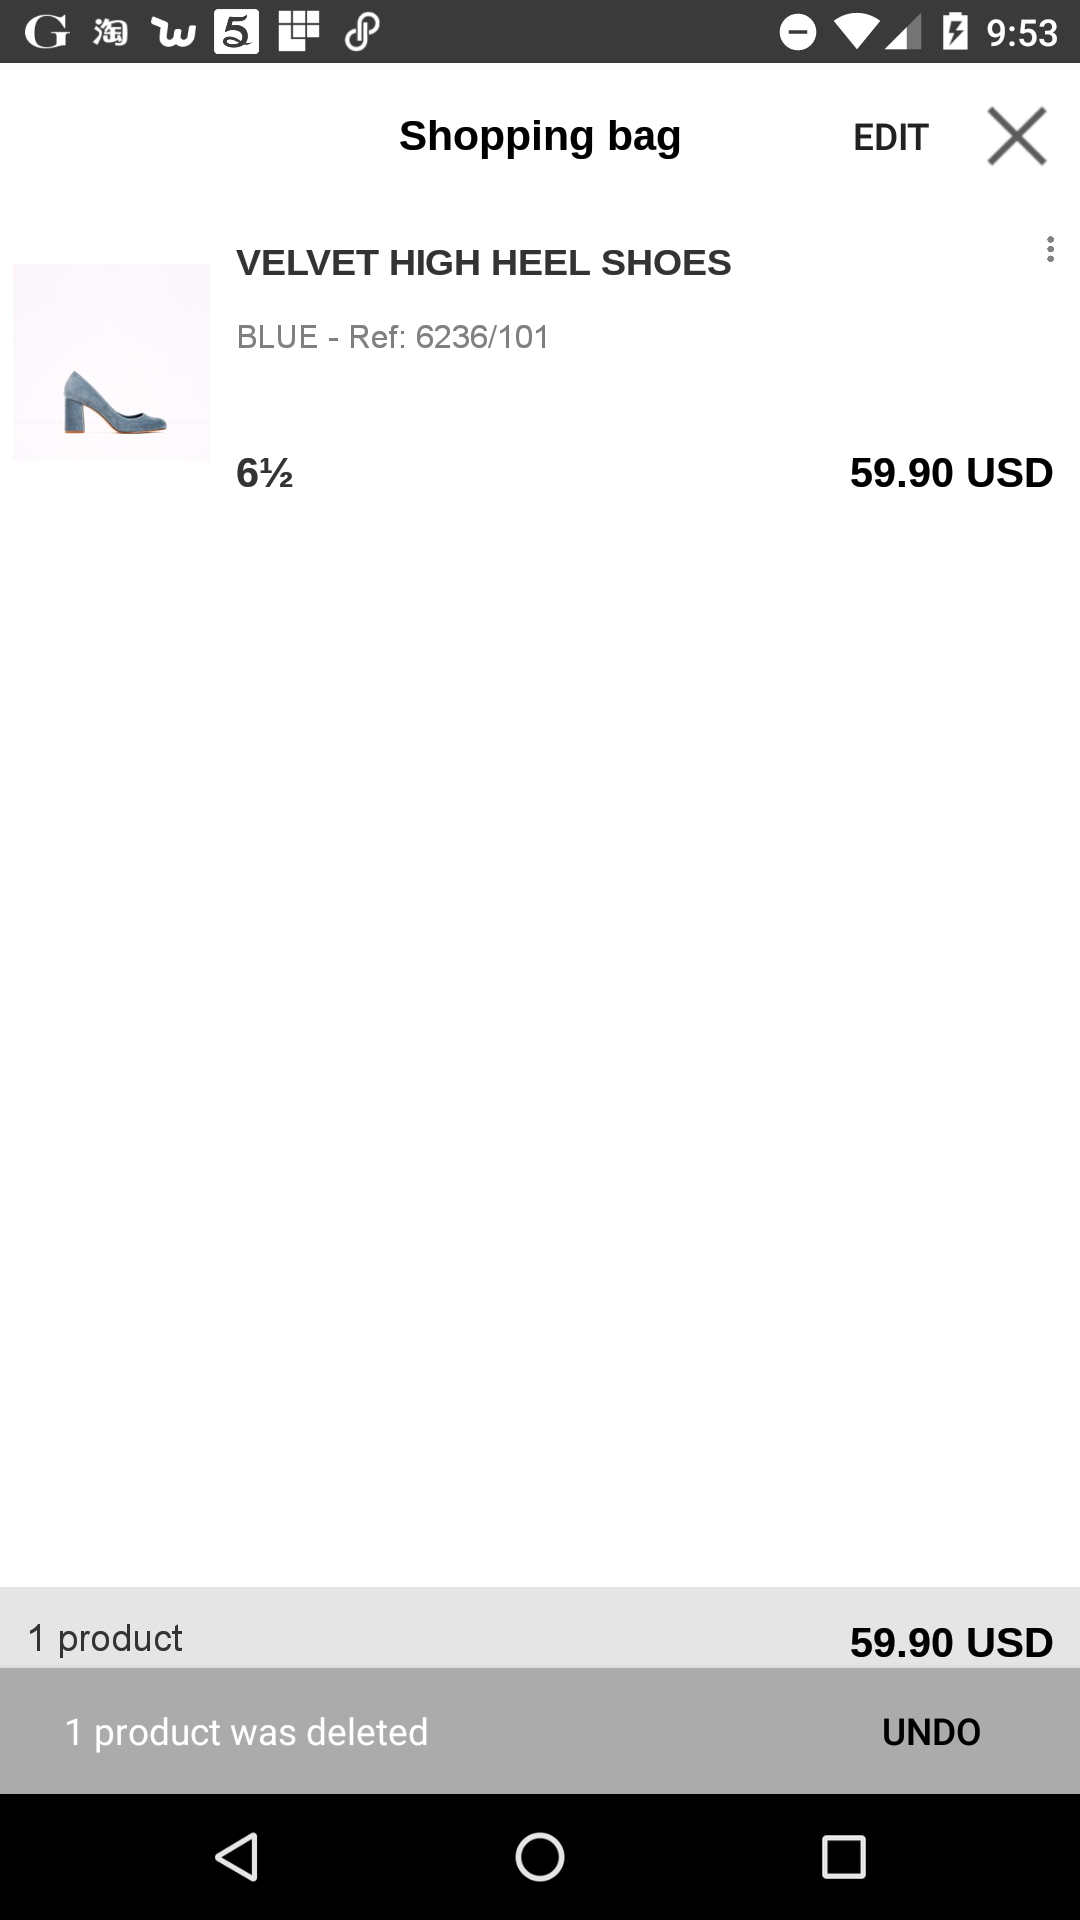 G 淘 w 5 9:53
Shopping bag EDIT
VELVET HIGH HEEL SHOES
BLUE - Ref: 6236/101
6½ 59.90 USD
1 product 59.90 USD
1 product was deleted UNDO